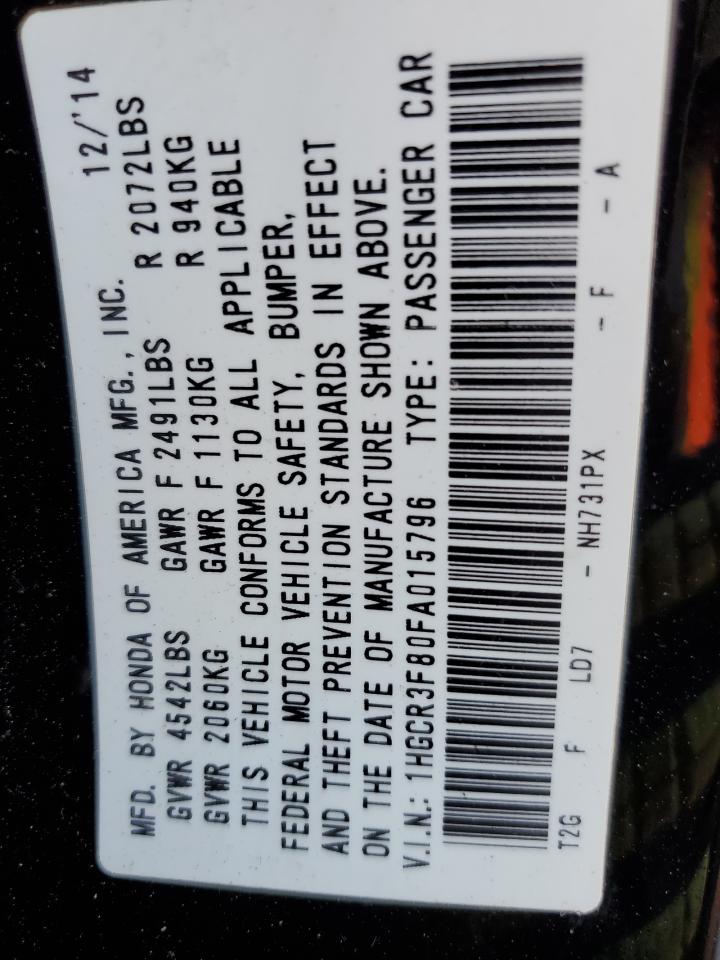 MFD. BY HONDA OF AMERICA MFG., INC. 12/'14
GVWR 4542LBS GAWR F 2491LBS R 2072LBS
GVWR 2060KG GAWR F 1130KG R 940KG
THIS VEHICLE CONFORMS TO ALL APPLICABLE
FEDERAL MOTOR VEHICLE SAFETY, BUMPER,
AND THEFT PREVENTION STANDARDS IN EFFECT
ON THE DATE OF MANUFACTURE SHOWN ABOVE.
V.I.N.: 1HGCR3F80FA015796 TYPE: PASSENGER CAR
T2G F LD7 - NH731PX - F - A